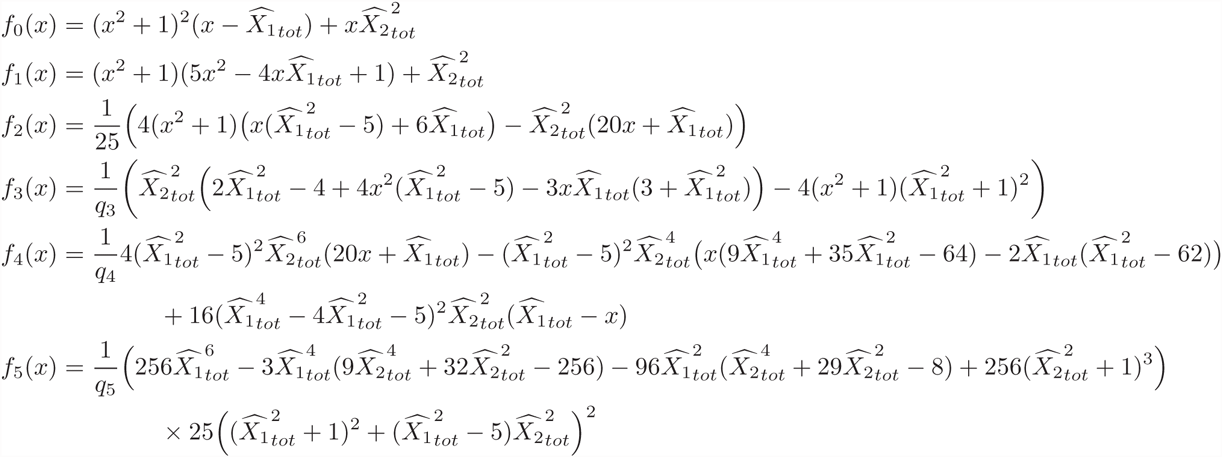 $f_0(x) = (x^2 + 1)^2(x - \widehat{X_1}_{tot}) + x\widehat{X_2}_{tot}^{2}$
$f_1(x) = (x^2 + 1)(5x^2 - 4x\widehat{X_1}_{tot} + 1) + \widehat{X_2}_{tot}^{2}$
$f_2(x) = \frac{1}{25}\Big(4(x^2 + 1)\big(x(\widehat{X_1}_{tot}^{2} - 5) + 6\widehat{X_1}_{tot}\big) - \widehat{X_2}_{tot}^{2}(20x + \widehat{X_1}_{tot})\Big)$
$f_3(x) = \frac{1}{q_3}\Big(\widehat{X_2}_{tot}^{2}\Big(2\widehat{X_1}_{tot}^{2} - 4 + 4x^2(\widehat{X_1}_{tot}^{2} - 5) - 3x\widehat{X_1}_{tot}(3 + \widehat{X_1}_{tot}^{2})\Big) - 4(x^2 + 1)(\widehat{X_1}_{tot}^{2} + 1)^2\Big)$
$f_4(x) = \frac{1}{q_4}4(\widehat{X_1}_{tot}^{2} - 5)^2\widehat{X_2}_{tot}^{6}(20x + \widehat{X_1}_{tot}) - (\widehat{X_1}_{tot}^{2} - 5)^2\widehat{X_2}_{tot}^{4}\big(x(9\widehat{X_1}_{tot}^{4} + 35\widehat{X_1}_{tot}^{2} - 64) - 2\widehat{X_1}_{tot}(\widehat{X_1}_{tot}^{2} - 62)\big)$
$+ 16(\widehat{X_1}_{tot}^{4} - 4\widehat{X_1}_{tot}^{2} - 5)^2\widehat{X_2}_{tot}^{2}(\widehat{X_1}_{tot} - x)$
$f_5(x) = \frac{1}{q_5}\Big(256\widehat{X_1}_{tot}^{6} - 3\widehat{X_1}_{tot}^{4}(9\widehat{X_2}_{tot}^{4} + 32\widehat{X_2}_{tot}^{2} - 256) - 96\widehat{X_1}_{tot}^{2}(\widehat{X_2}_{tot}^{4} + 29\widehat{X_2}_{tot}^{2} - 8) + 256(\widehat{X_2}_{tot}^{2} + 1)^3\Big)$
$\times 25\Big((\widehat{X_1}_{tot}^{2} + 1)^2 + (\widehat{X_1}_{tot}^{2} - 5)\widehat{X_2}_{tot}^{2}\Big)^2$